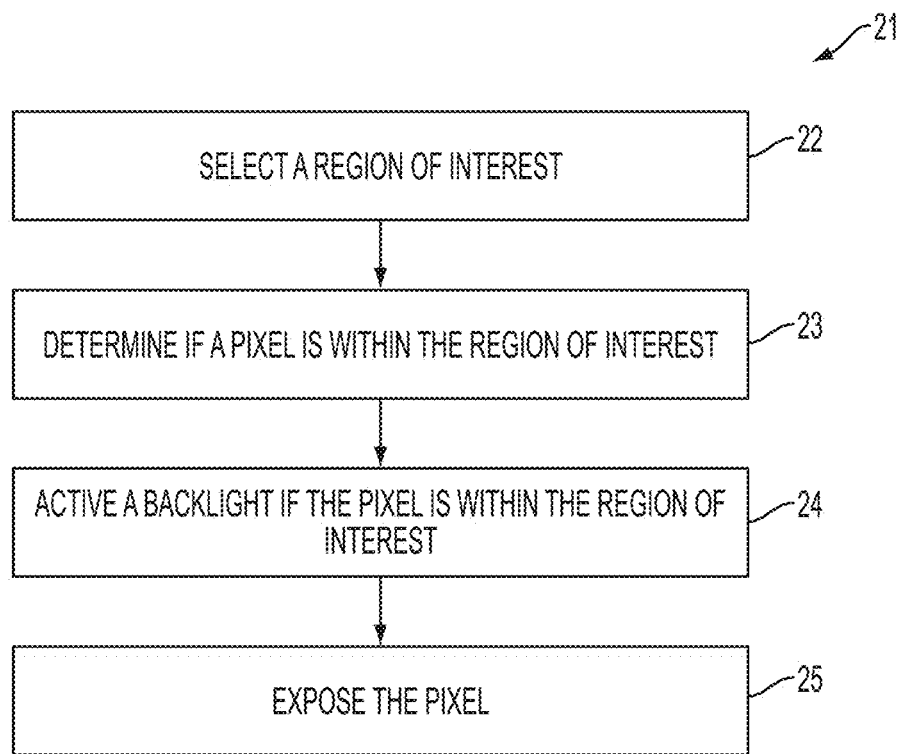 21
SELECT A REGION OF INTEREST
22
DETERMINE IF A PIXEL IS WITHIN THE REGION OF INTEREST
23
ACTIVE A BACKLIGHT IF THE PIXEL IS WITHIN THE REGION OF
INTEREST
24
EXPOSE THE PIXEL
25